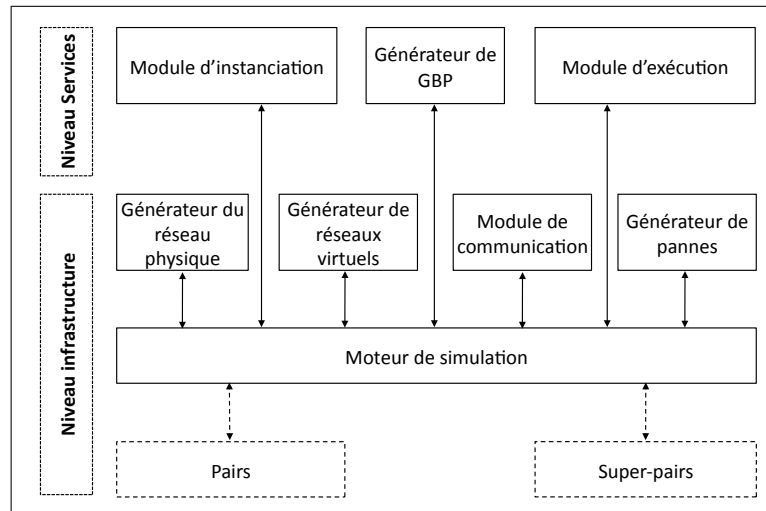 Niveau Services
Module d'instanciation
Générateur de
GBP
Module d'exécution
Niveau infrastructure
Générateur du
réseau
physique
Générateur de
réseaux
virtuels
Module de
communication
Générateur de
pannes
Moteur de simulation
Pairs
Super-pairs